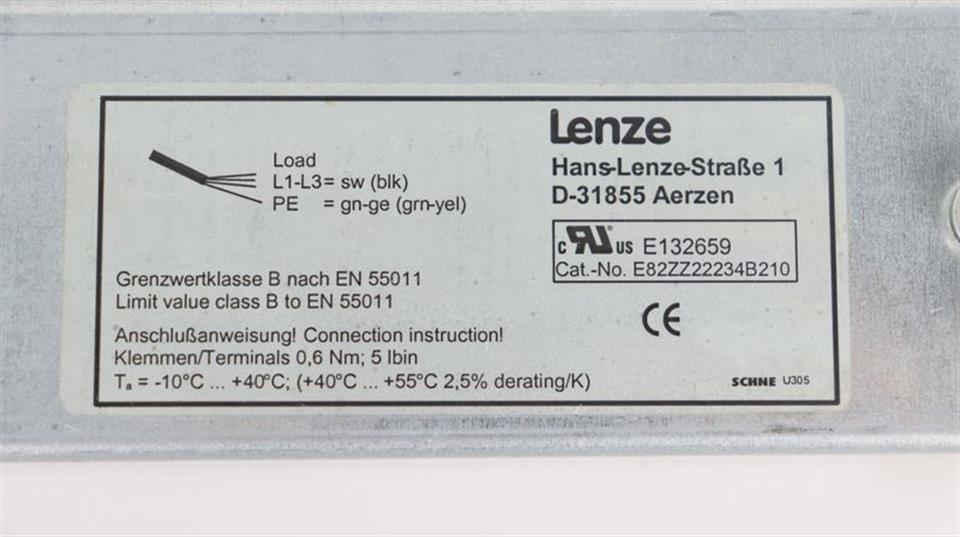 Lenze
Hans-Lenze-Straße 1
D-31855 Aerzen
Load
L1-L3= sw (blk)
PE = gn-ge (grn-yel)
c RU us E132659
Cat.-No. E82ZZ22234B210
Grenzwertklasse B nach EN 55011
Limit value class B to EN 55011
CE
Anschlußanweisung! Connection instruction!
Klemmen/Terminals 0,6 Nm; 5 lbin
Ta = -10°C ... +40°C; (+40°C ... +55°C 2,5% derating/K)
SCHNE U305